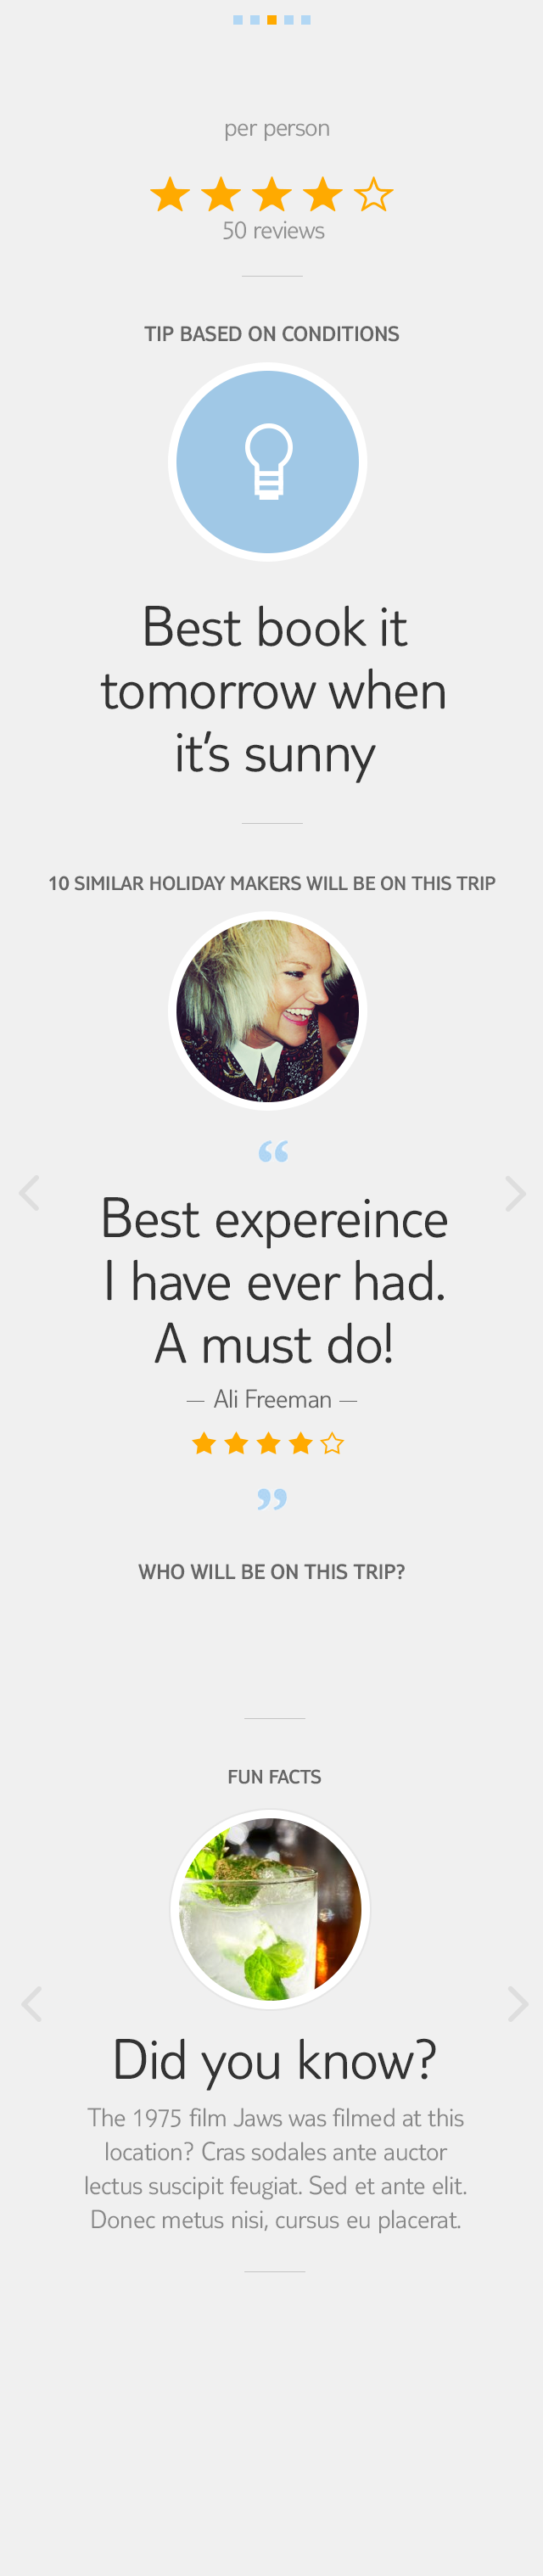 per person
50 reviews
TIP BASED ON CONDITIONS
Best book it
tomorrow when
it's sunny
10 SIMILAR HOLIDAY MAKERS WILL BE ON THIS TRIP
“
Best expereince
I have ever had.
A must do!
— Ali Freeman —
”
WHO WILL BE ON THIS TRIP?
FUN FACTS
Did you know?
The 1975 film Jaws was filmed at this
location? Cras sodales ante auctor
lectus suscipit feugiat. Sed et ante elit.
Donec metus nisi, cursus eu placerat.